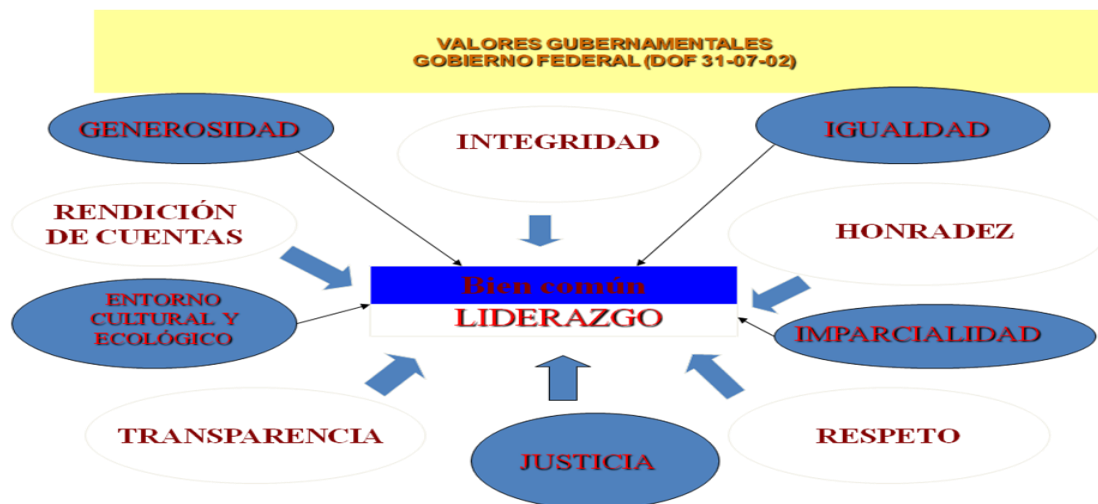 VALORES GUBERNAMENTALES
GOBIERNO FEDERAL (DOF 31-07-02)
GENEROSIDAD
INTEGRIDAD
IGUALDAD
RENDICIÓN
DE CUENTAS
HONRADEZ
Bien común
LIDERAZGO
ENTORNO
CULTURAL Y
ECOLÓGICO
IMPARCIALIDAD
TRANSPARENCIA
JUSTICIA
RESPETO